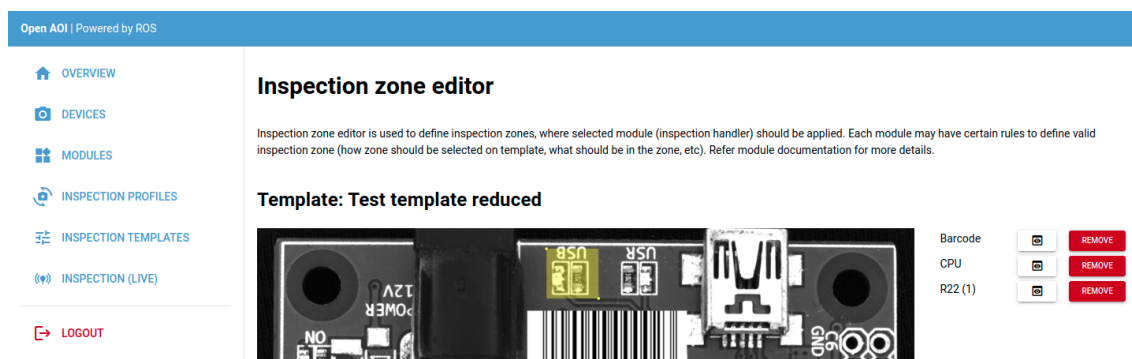 Open AOI | Powered by ROS
OVERVIEW
DEVICES
MODULES
INSPECTION PROFILES
INSPECTION TEMPLATES
INSPECTION (LIVE)
LOGOUT
Inspection zone editor
Inspection zone editor is used to define inspection zones, where selected module (inspection handler) should be applied. Each module may have certain rules to define valid
inspection zone (how zone should be selected on template, what should be in the zone, etc). Refer module documentation for more details.
Template: Test template reduced
USB
USR
12V
POWER
NO
C6
GND
Barcode
REMOVE
CPU
REMOVE
R22 (1)
REMOVE